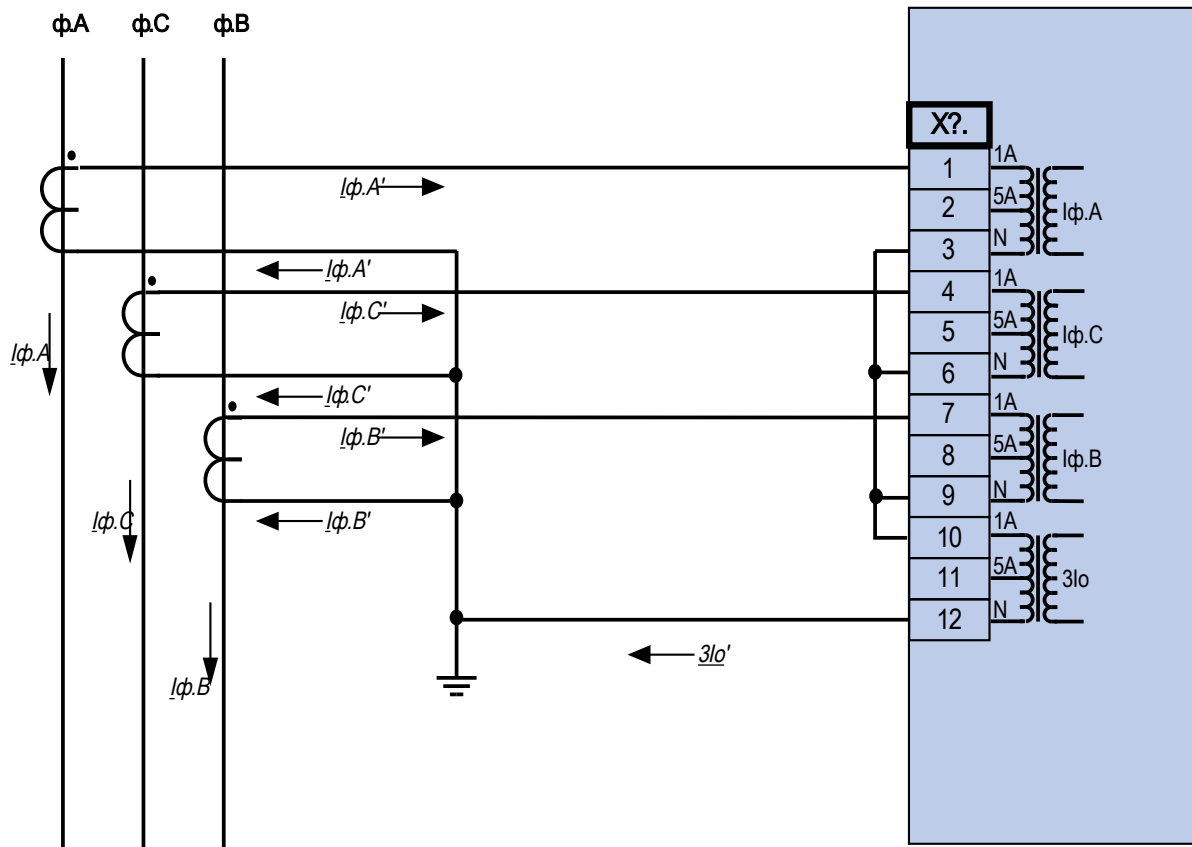 ф.A ф.C ф.B
X?.
1 1A
Iф.A'
2 5A Iф.A
3 N
Iф.A'
4 1A
Iф.C'
5 5A Iф.C
Iф.A
6 N
Iф.C'
7 1A
Iф.B'
8 5A Iф.B
9 N
Iф.C Iф.B'
10 1A
11 5A 3Io
12 N
3Io'
Iф.B